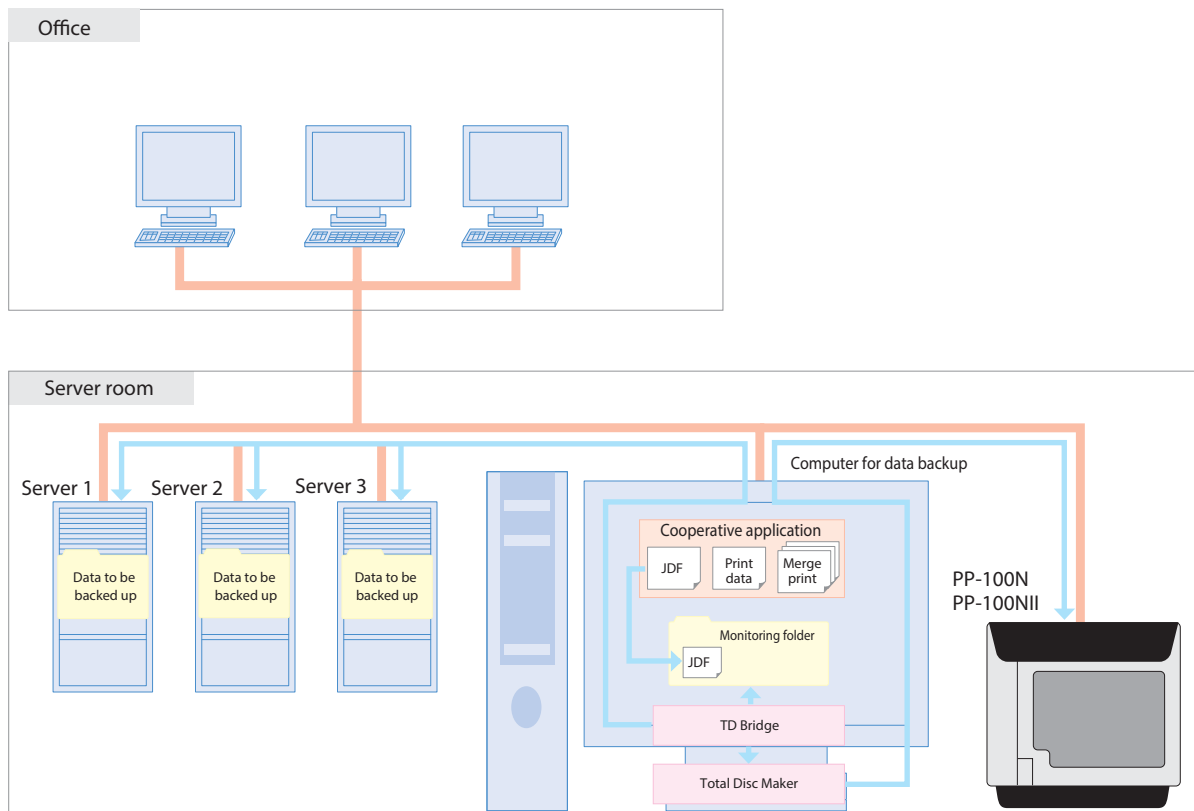 Office
Server room
Server 1
Server 2
Server 3
Data to be
backed up
Data to be
backed up
Data to be
backed up
Computer for data backup
Cooperative application
JDF
Print
data
Merge
print
Monitoring folder
JDF
TD Bridge
Total Disc Maker
PP-100N
PP-100NII